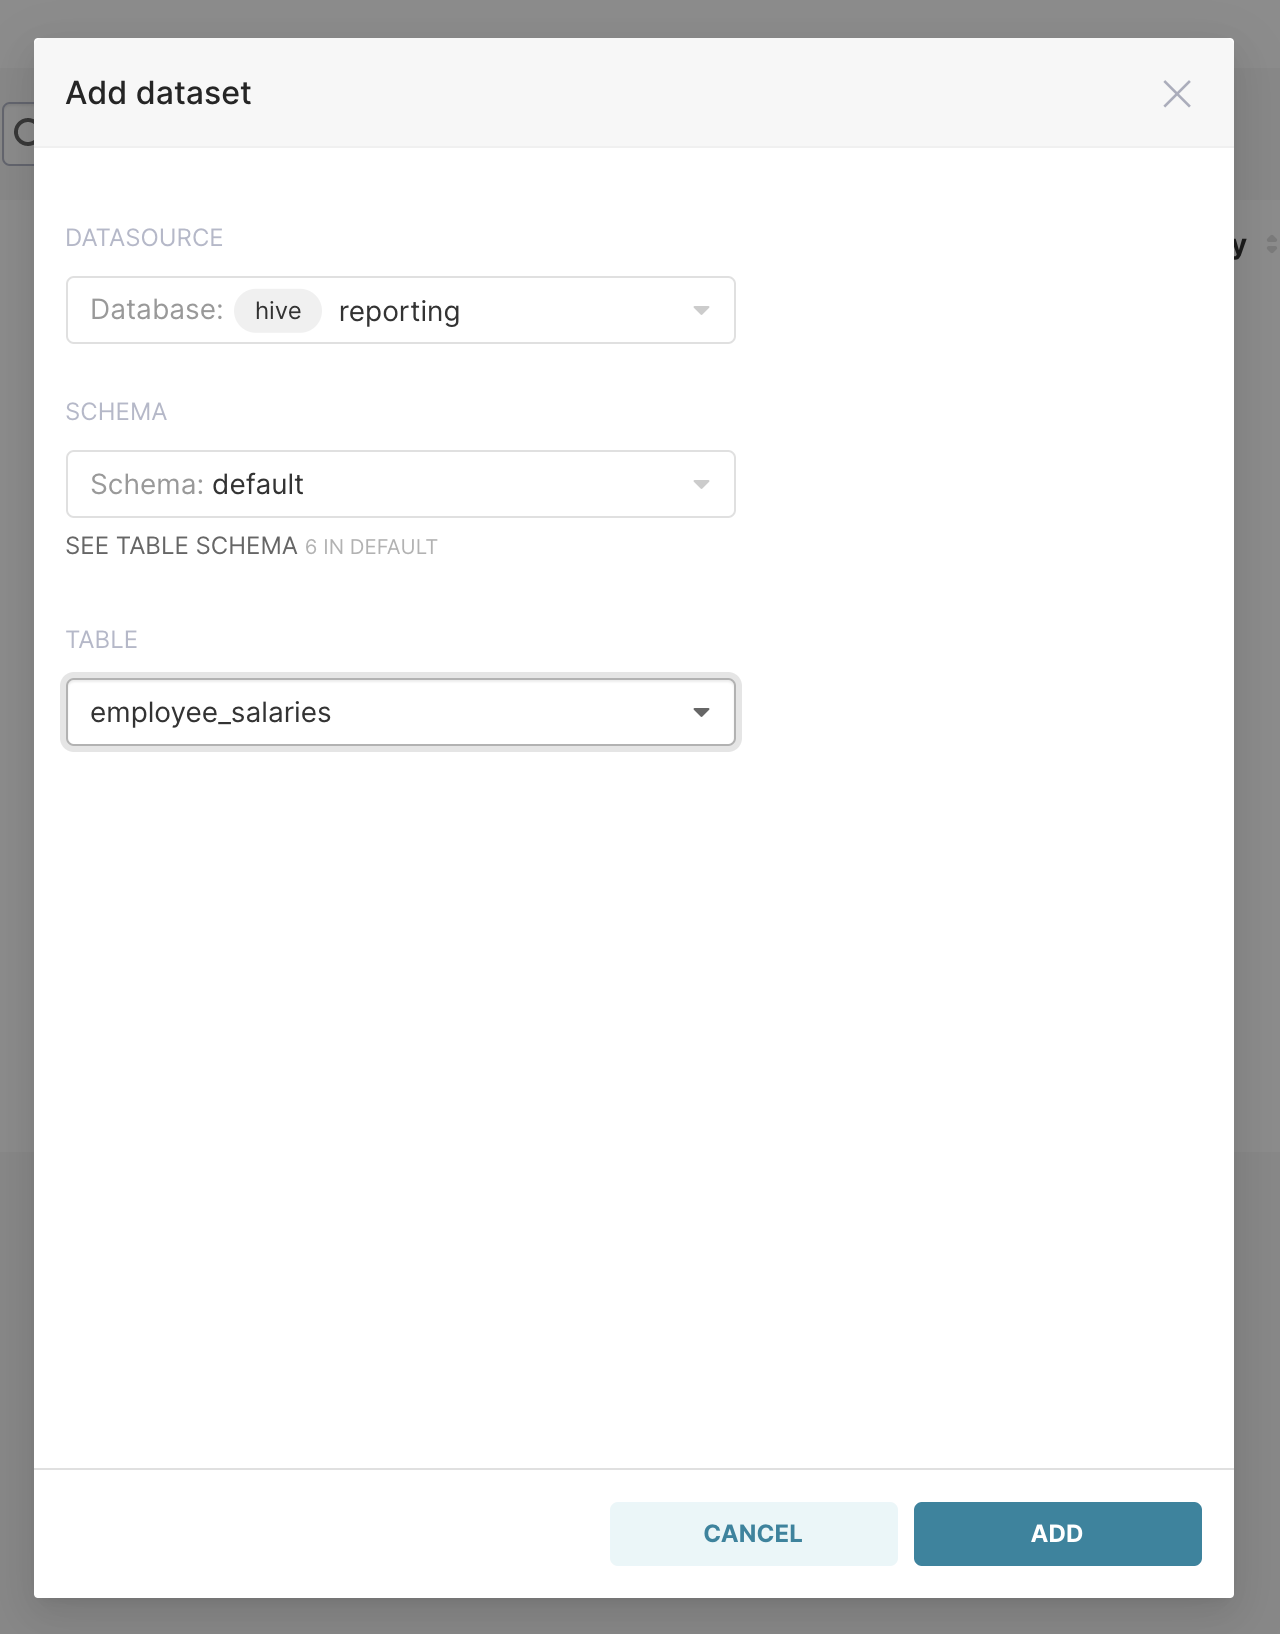 Add dataset
DATASOURCE
Database: hive reporting
SCHEMA
Schema: default
SEE TABLE SCHEMA 6 IN DEFAULT
TABLE
employee_salaries
CANCEL
ADD